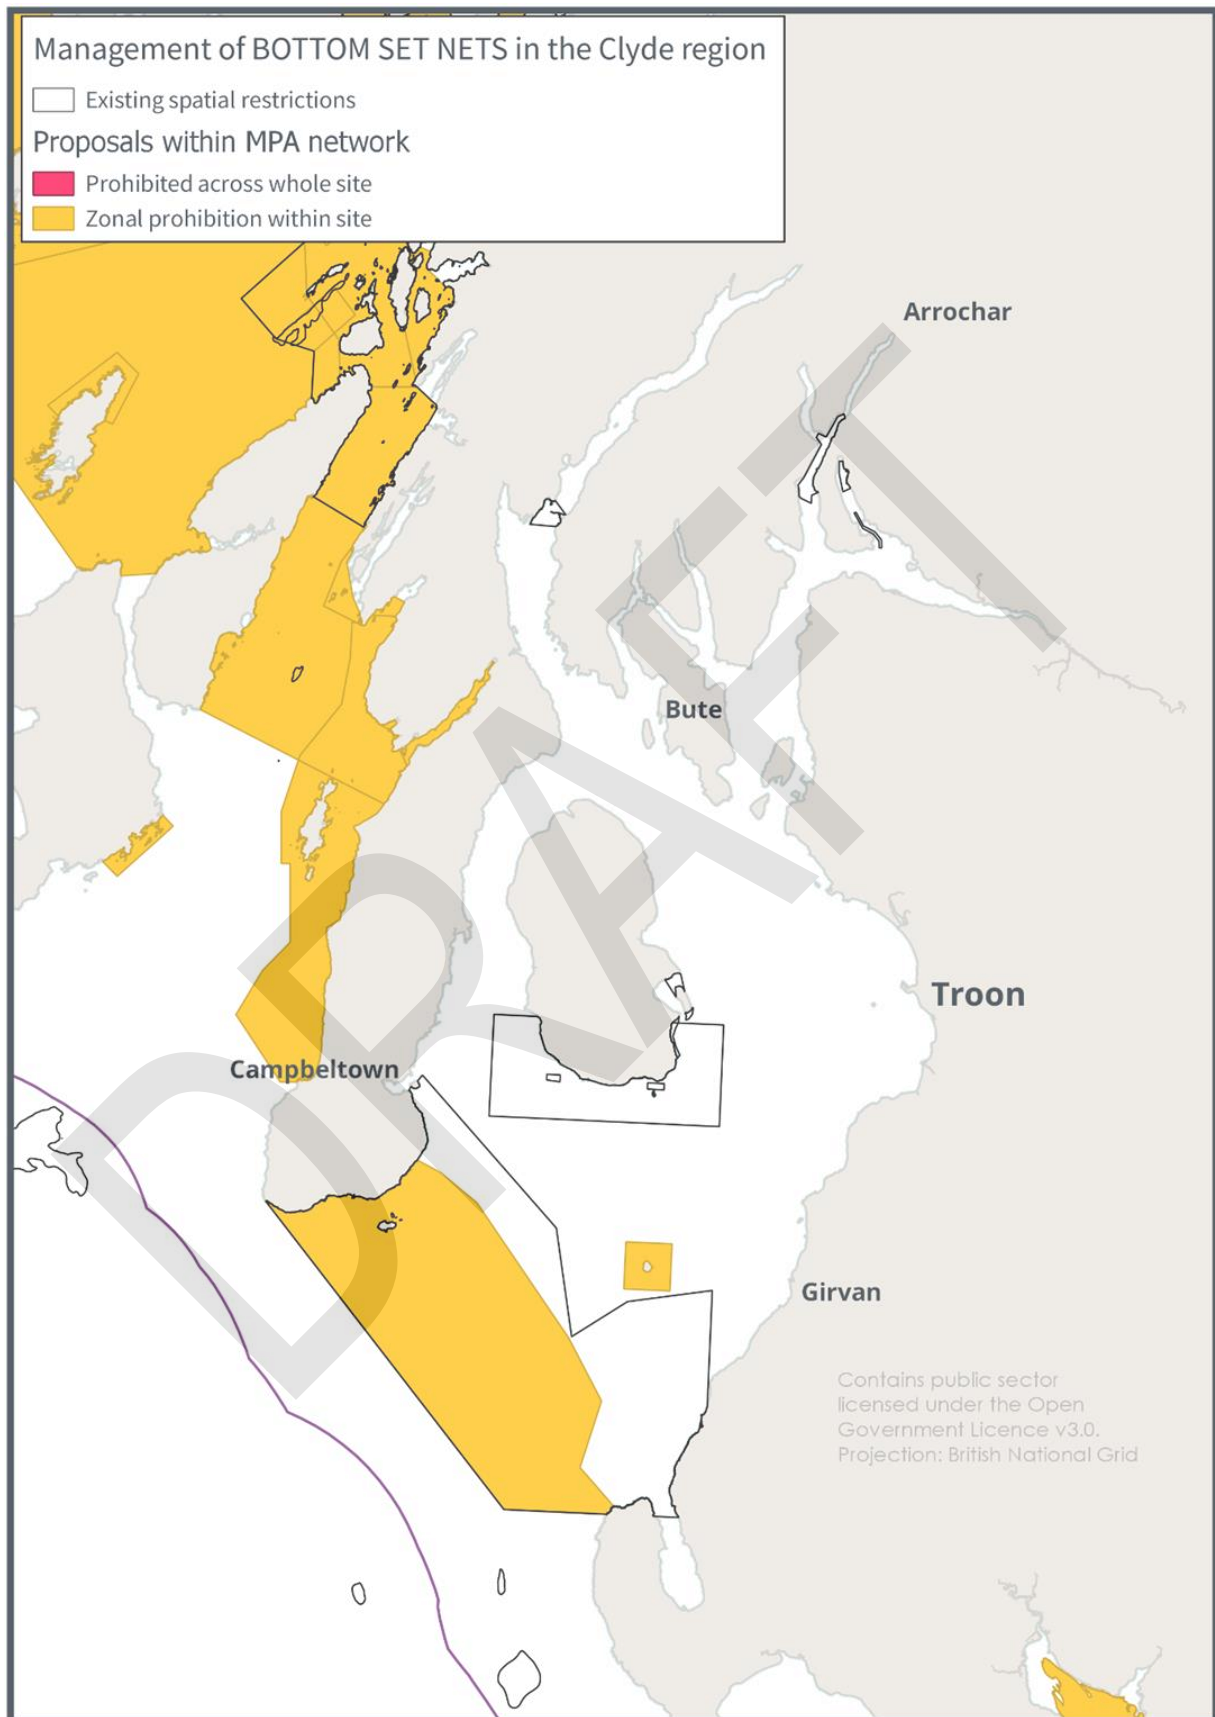 Management of BOTTOM SET NETS in the Clyde region
Existing spatial restrictions
Proposals within MPA network
Prohibited across whole site
Zonal prohibition within site
Arrochar
Bute
Troon
Campbeltown
Girvan
Contains public sector
licensed under the Open
Government Licence v3.0.
Projection: British National Grid
DRAFT